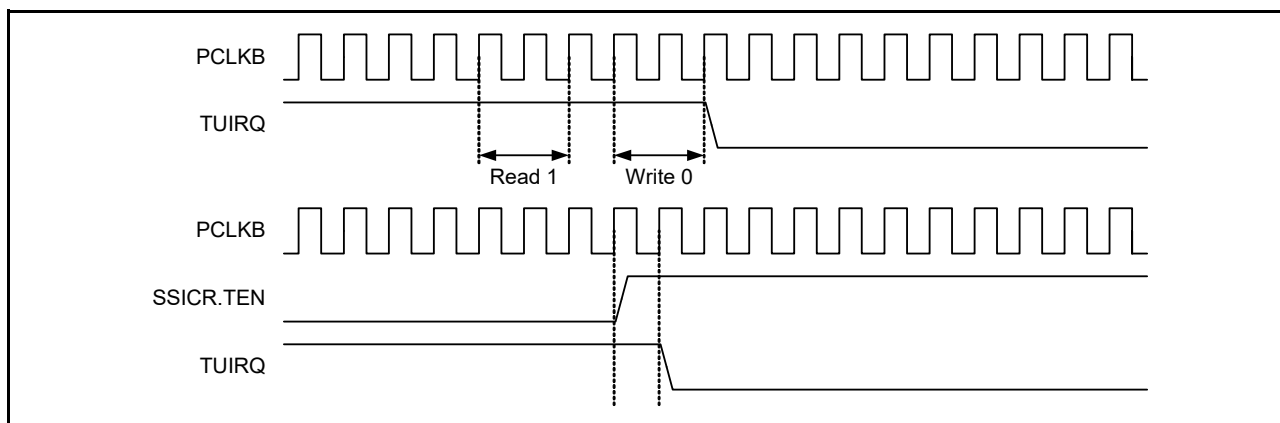 PCLKB
TUIRQ
Read 1 Write 0
PCLKB
SSICR.TEN
TUIRQ